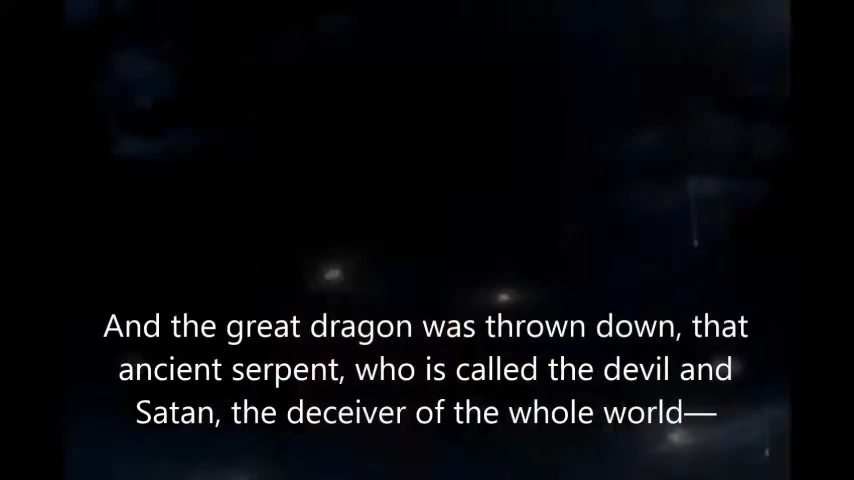 And the great dragon was thrown down, that
ancient serpent, who is called the devil and
Satan, the deceiver of the whole world—